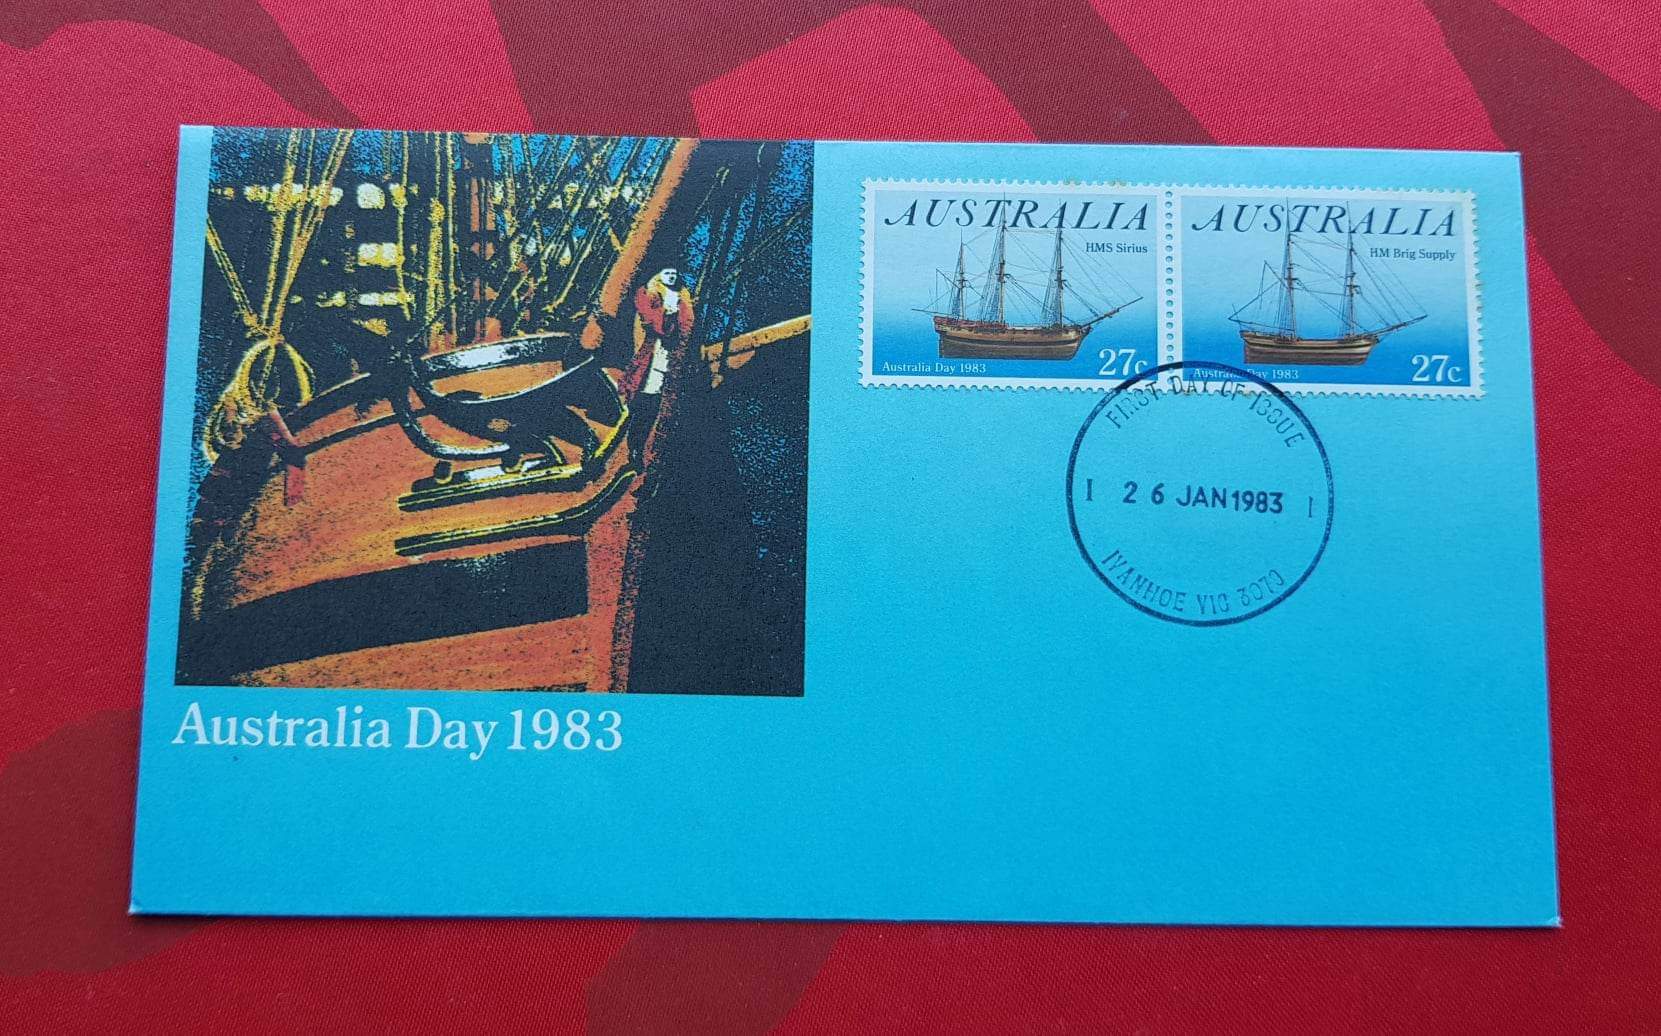 AUSTRALIA
HMS Sirius
Australia Day 1983
27c
AUSTRALIA
HM Brig Supply
Australia Day 1983
27c
FIRST DAY OF ISSUE
26 JAN 1983
IVANHOE VIC 3079
Australia Day 1983